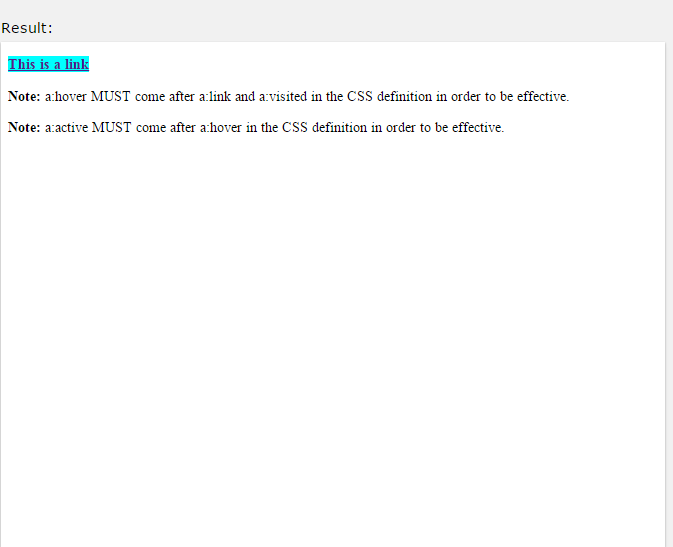 Result:
This is a link
Note: a:hover MUST come after a:link and a:visited in the CSS definition in order to be effective.
Note: a:active MUST come after a:hover in the CSS definition in order to be effective.